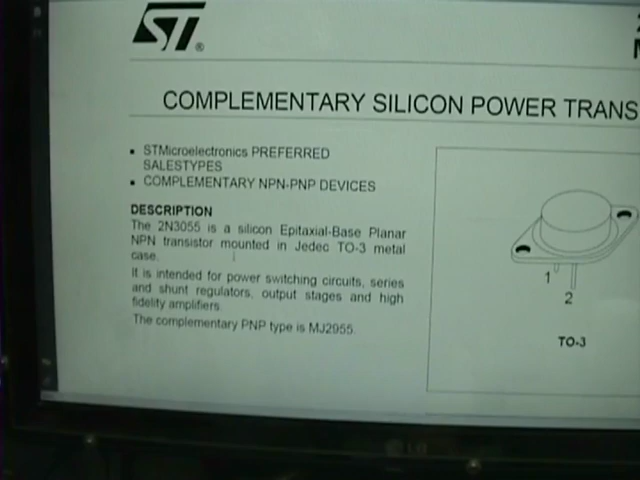 ST®
COMPLEMENTARY SILICON POWER TRANS
• STMicroelectronics PREFERRED
SALESTYPES
• COMPLEMENTARY NPN-PNP DEVICES
DESCRIPTION
The 2N3055 is a silicon Epitaxial-Base Planar
NPN transistor mounted in Jedec TO-3 metal
case.
It is intended for power switching circuits, series
and shunt regulators, output stages and high
fidelity amplifiers.
The complementary PNP type is MJ2955.
1
2
TO-3